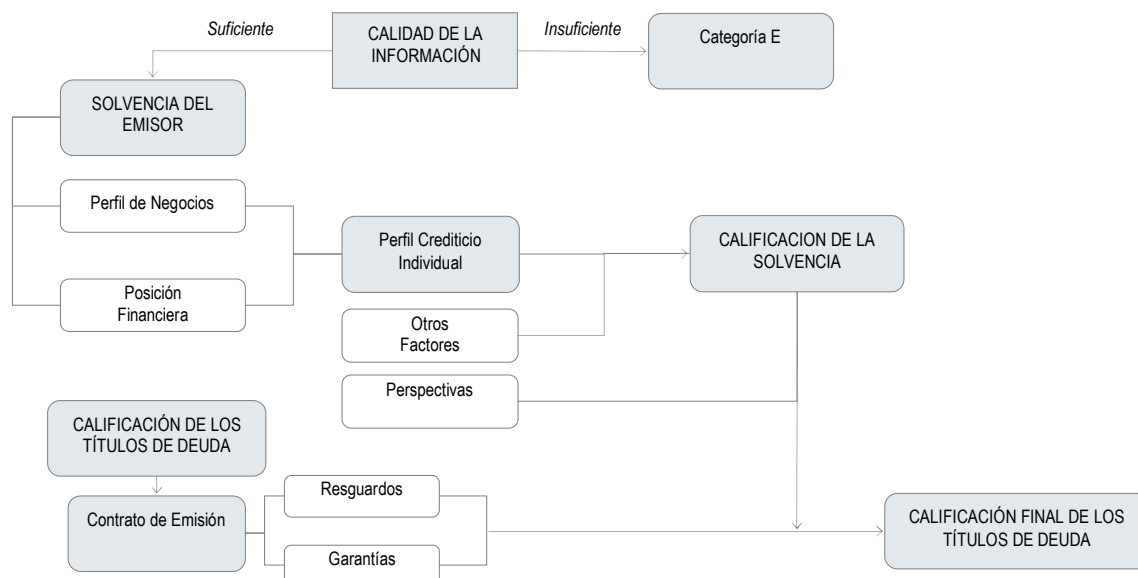 Suficiente
CALIDAD DE LA
INFORMACIÓN
Insuficiente
Categoría E
SOLVENCIA DEL
EMISOR
Perfil de Negocios
Posición
Financiera
Perfil Crediticio
Individual
CALIFICACION DE LA
SOLVENCIA
Otros
Factores
Perspectivas
CALIFICACIÓN DE LOS
TÍTULOS DE DEUDA
Contrato de Emisión
Resguardos
Garantías
CALIFICACIÓN FINAL DE LOS
TÍTULOS DE DEUDA